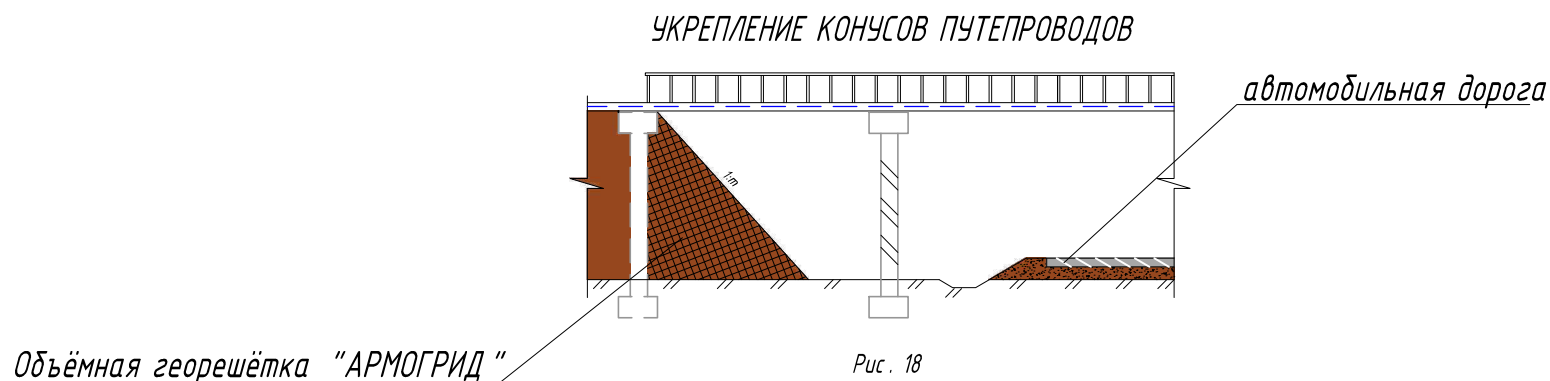 УКРЕПЛЕНИЕ КОНУСОВ ПУТЕПРОВОДОВ
автомобильная дорога
1:m
Объёмная георешётка "АРМОГРИД "
Рис. 18